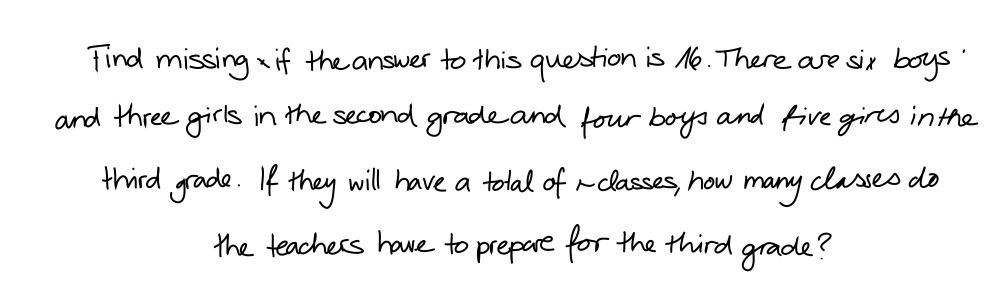 Find missing x if the answer to this question is 16. There are six boys
and three girls in the second grade and four boys and five girls in the
third grade. If they will have a total of ~ classes, how many classes do
the teachers have to prepare for the third grade?